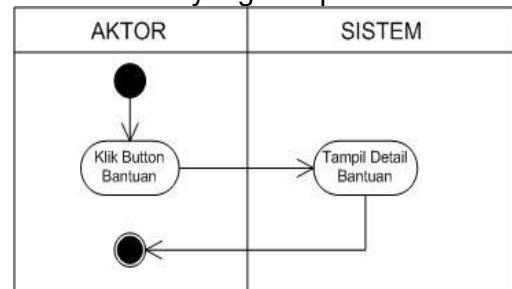 AKTOR
SISTEM
Klik Button
Bantuan
Tampil Detail
Bantuan